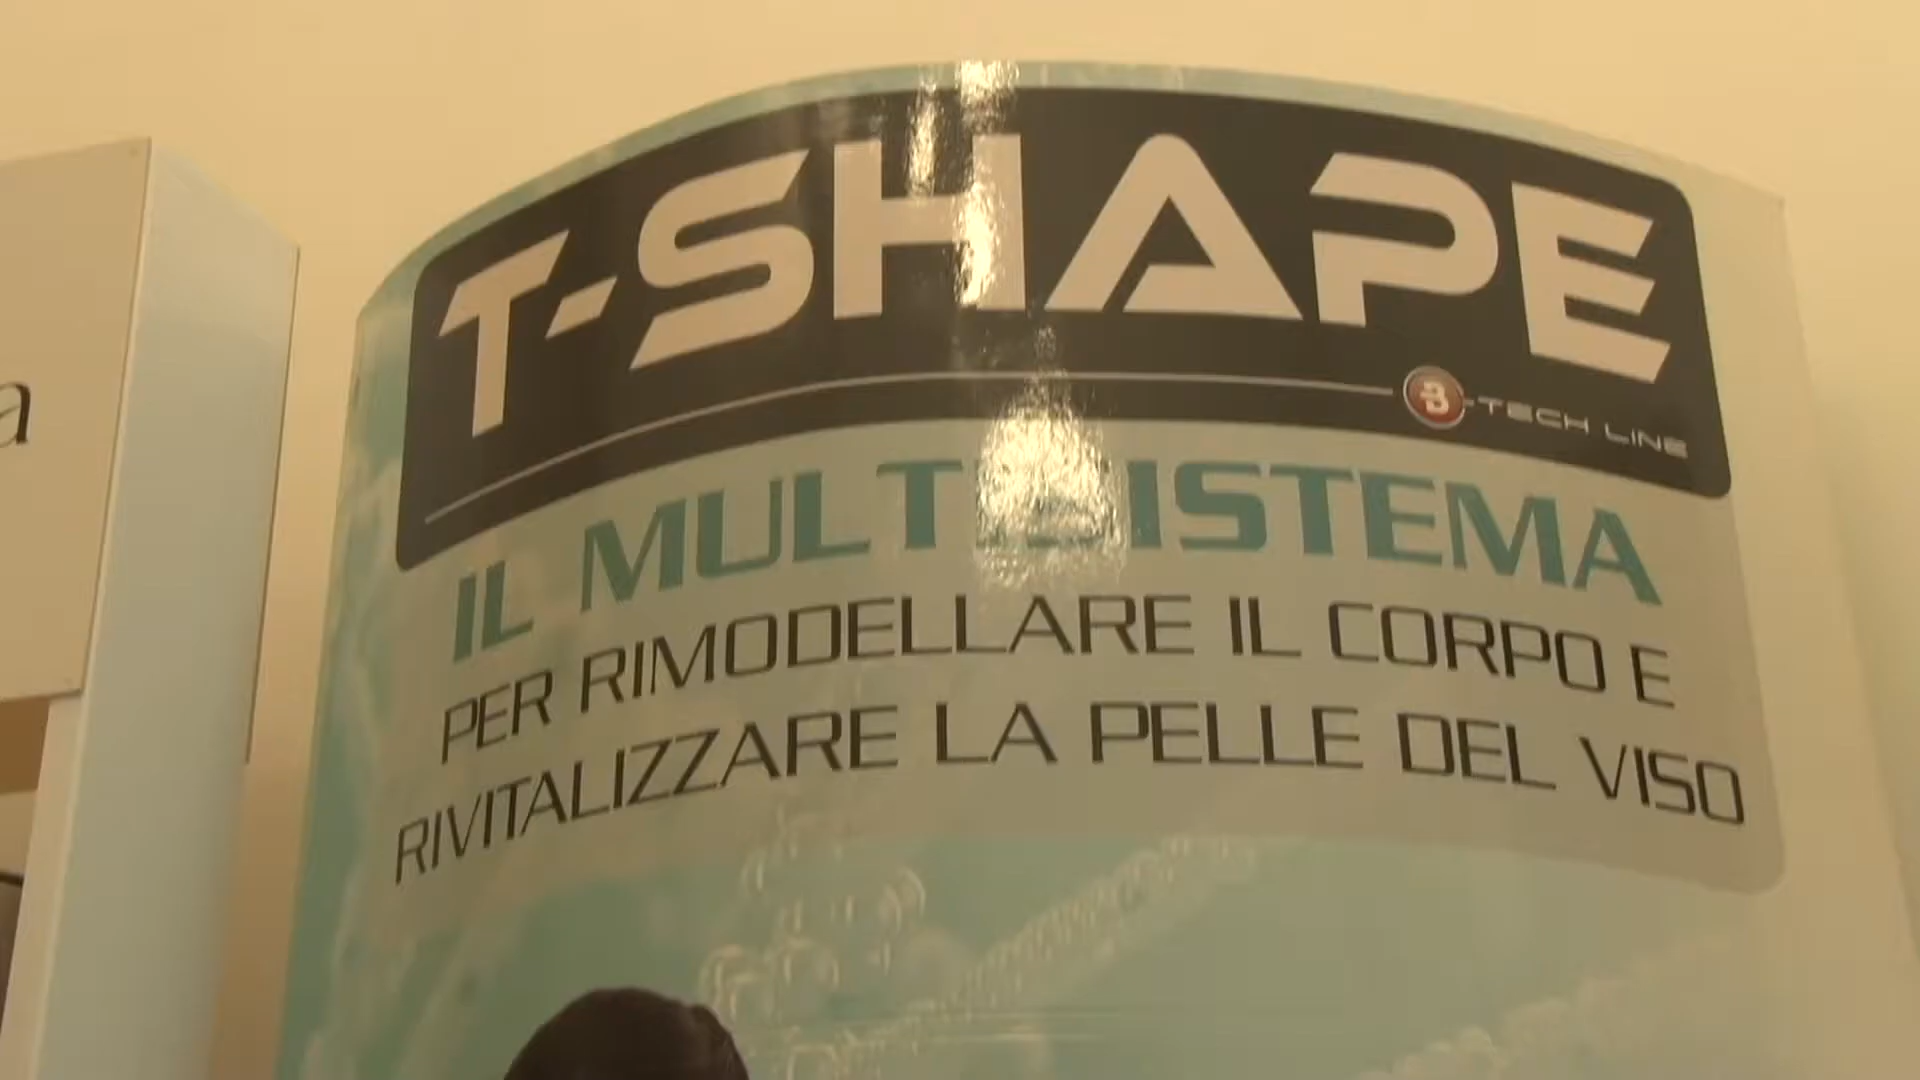 T-SHAPE
B-TECH LINE
IL MULTISISTEMA
PER RIMODELLARE IL CORPO E
RIVITALIZZARE LA PELLE DEL VISO
a